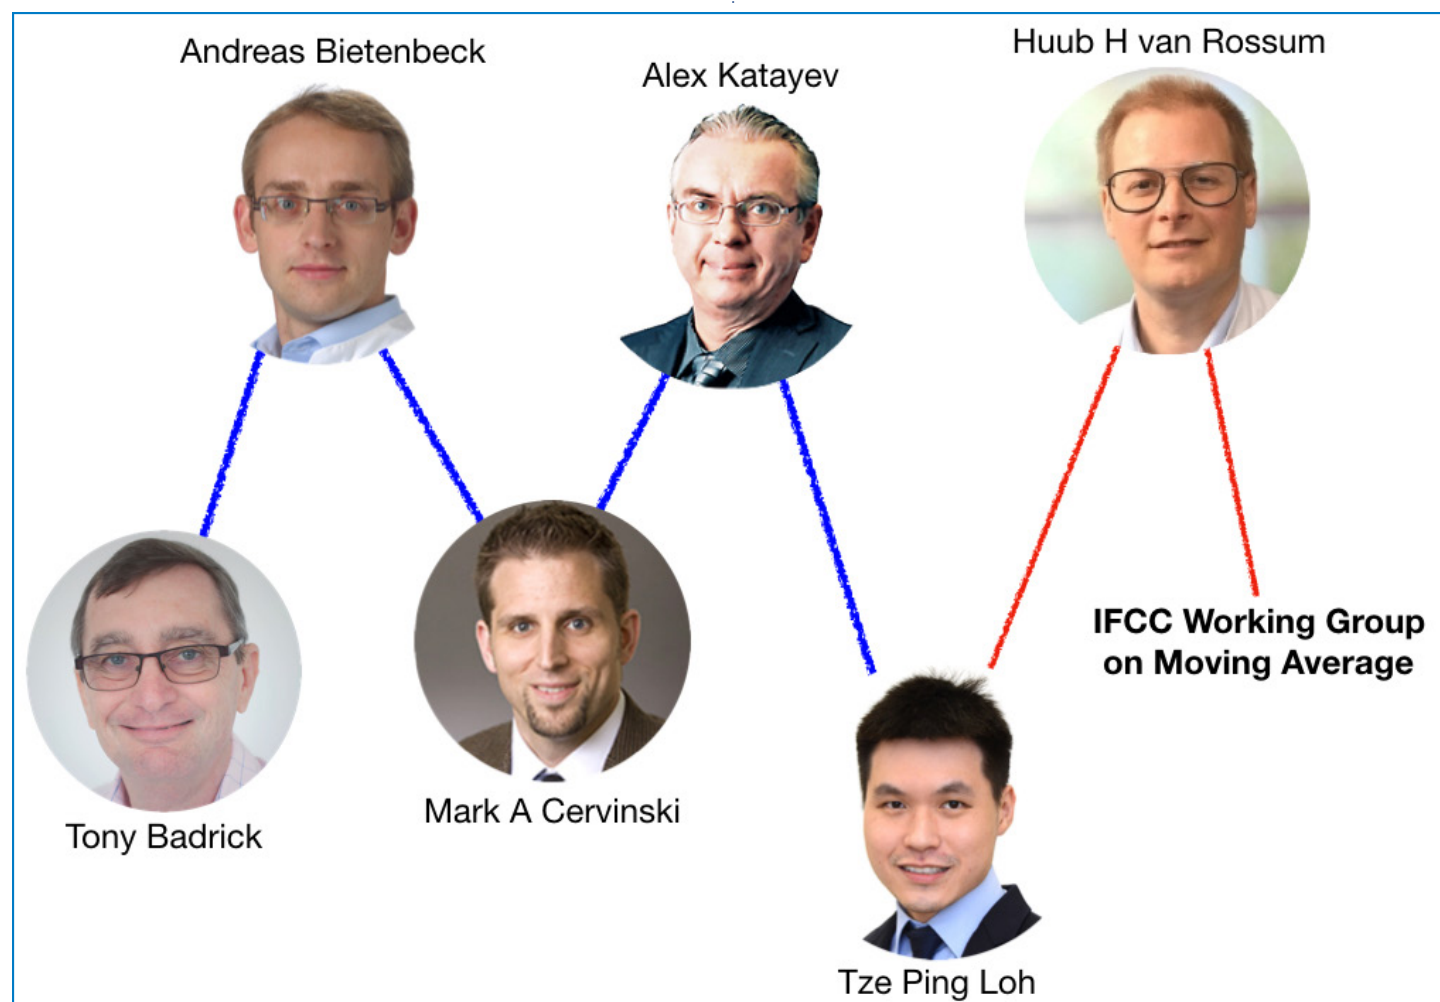 Andreas Bietenbeck
Alex Katayev
Huub H van Rossum
IFCC Working Group
on Moving Average
Tony Badrick
Mark A Cervinski
Tze Ping Loh